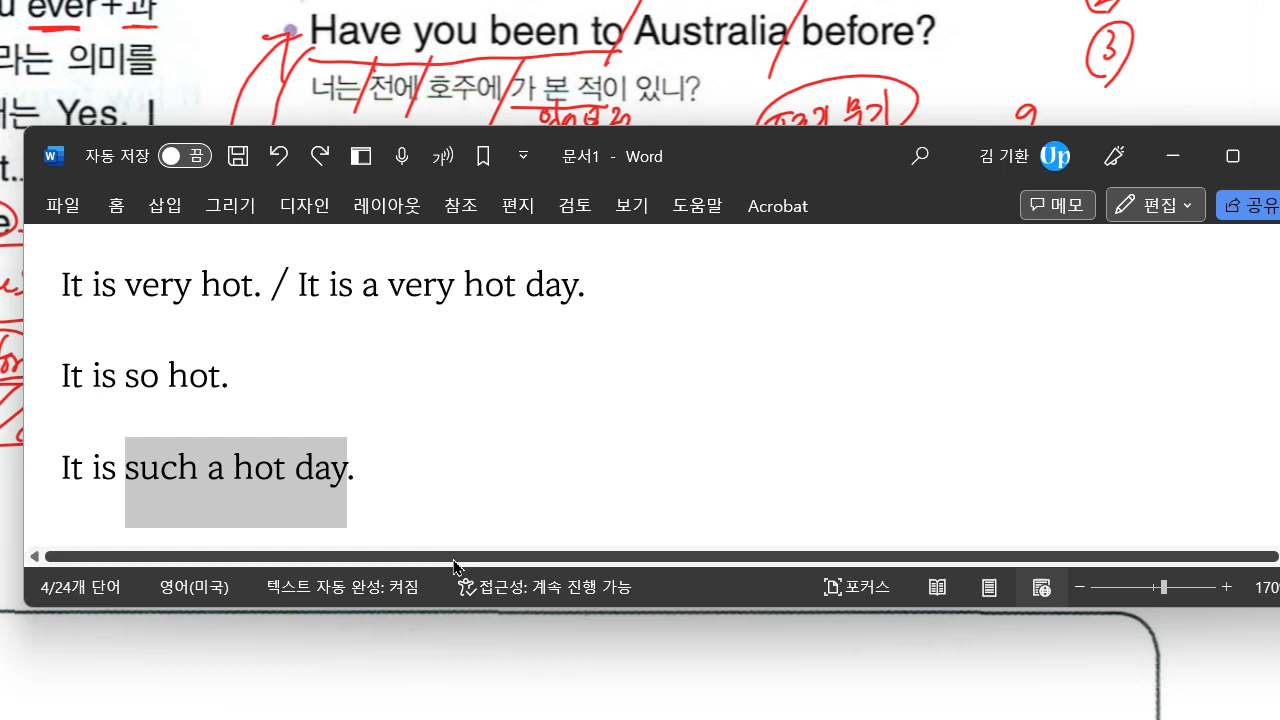 ever+과
Have you been to Australia before?
라는 의미를
너는 전에 호주에 가 본 적이 있니?
③
Yes, I
자동 저장 끔 문서1 - Word 김 기환 Up
파일 홈 삽입 그리기 디자인 레이아웃 참조 편지 검토 보기 도움말 Acrobat 메모 편집 공유
It is very hot. / It is a very hot day.
It is so hot.
It is such a hot day.
4/24개 단어 영어(미국) 텍스트 자동 완성: 켜짐 접근성: 계속 진행 가능 포커스 170